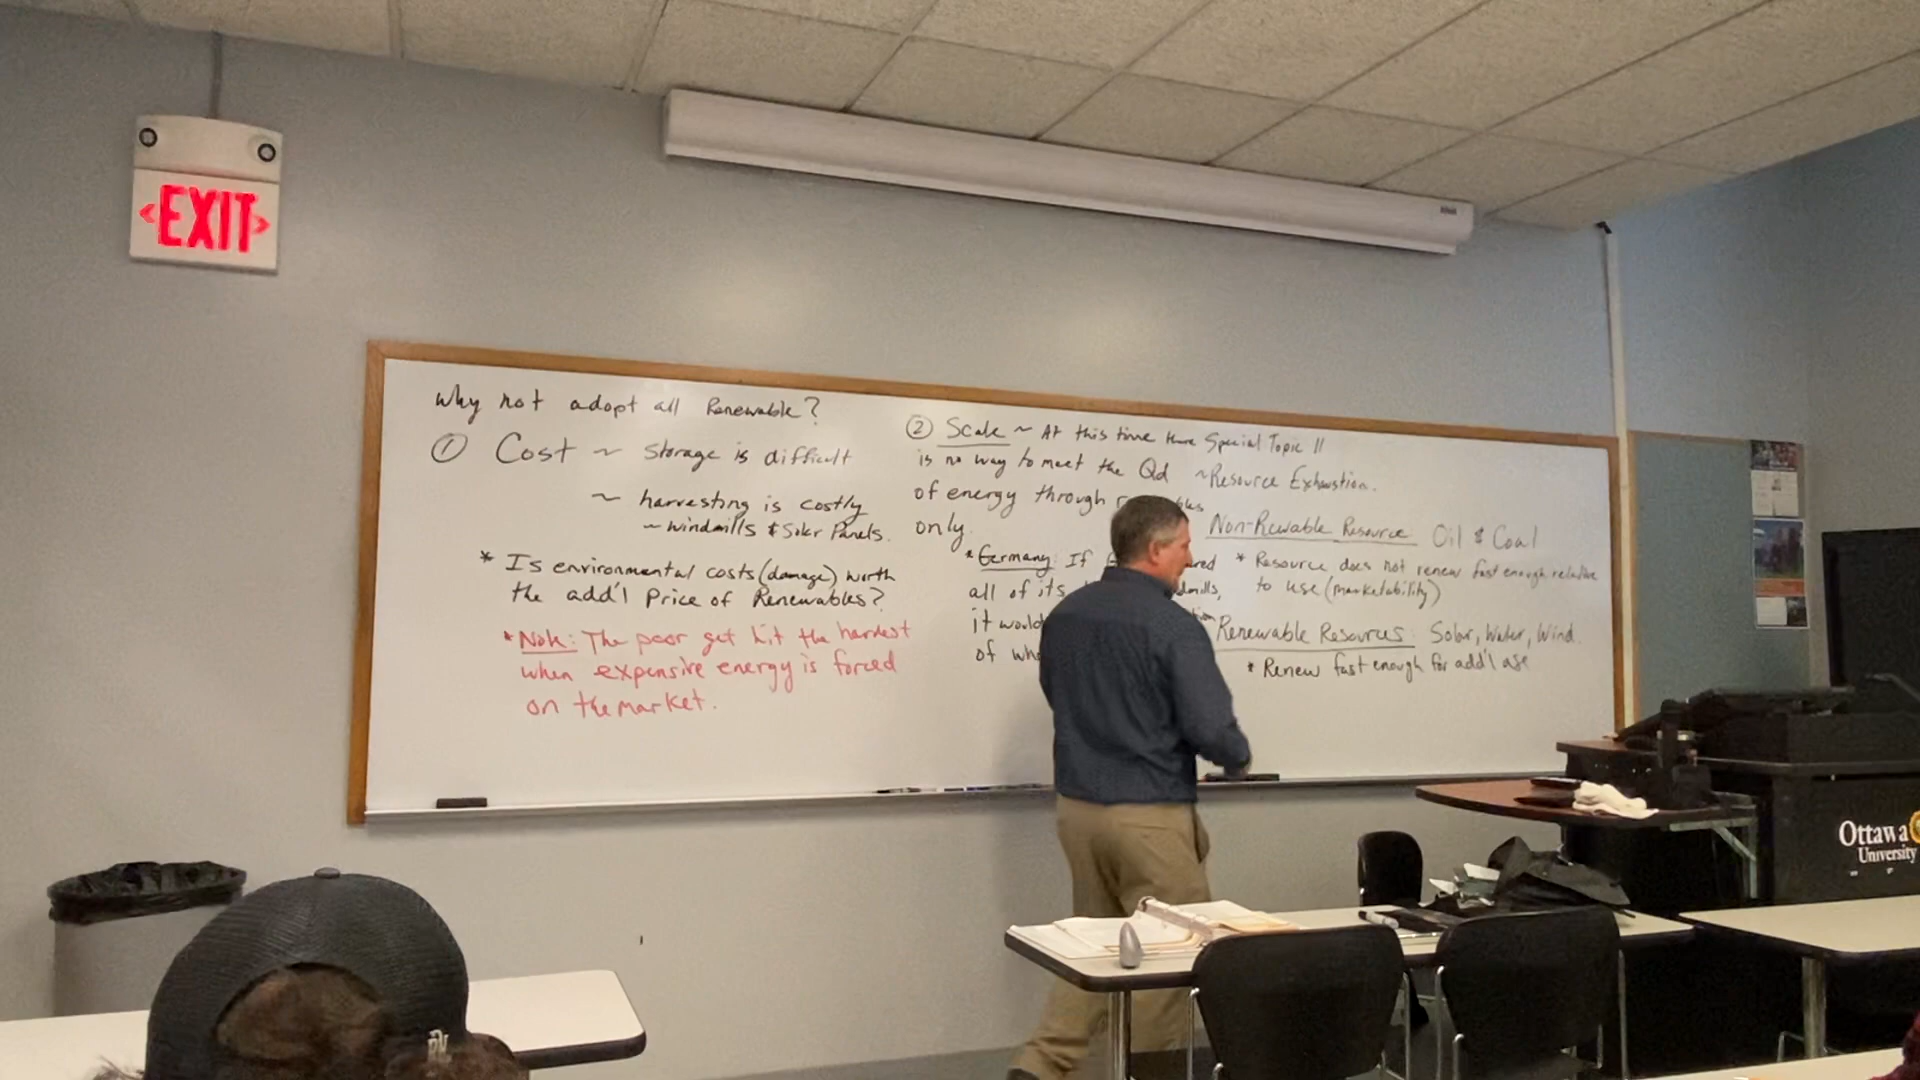 EXIT
Why not adopt all Renewable?
① Cost ~ Storage is difficult
~ harvesting is costly
~ windmills & Solar Panels.
* Is environmental costs (damage) worth
the add'l Price of Renewables?
* Note: The poor get hit the hardest
when expensive energy is forced
on the market.
② Scale ~ At this time there
is no way to meet the Qd
of energy through
only.
* Germany: If
all of its
it would
of
Special Topic 11
~Resource Exhaustion.
Non-Rewable Resource: Oil & Coal
* Resource does not renew fast enough relative
to use (marketability)
Renewable Resources: Solar, Water, Wind.
* Renew fast enough for add'l use
Ottawa
University